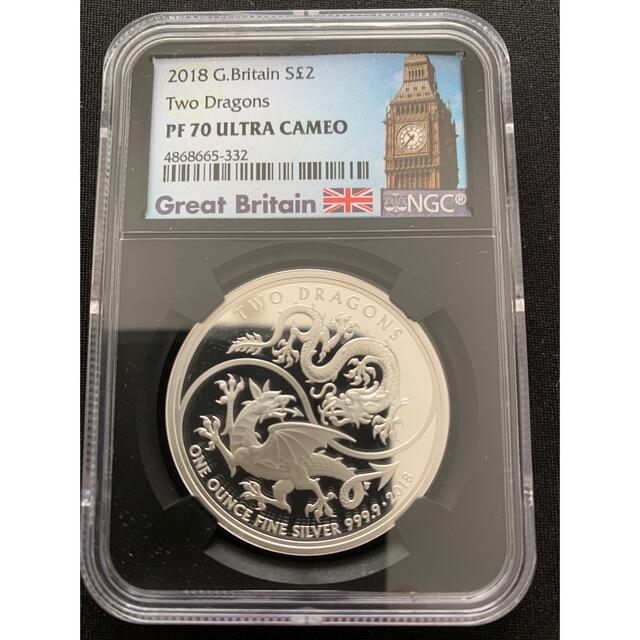 2018 G.Britain S£2
Two Dragons
PF 70 ULTRA CAMEO
4868665-332
Great Britain
NGC®
TWO DRAGONS
ONE OUNCE FINE SILVER 999.9 · 2018